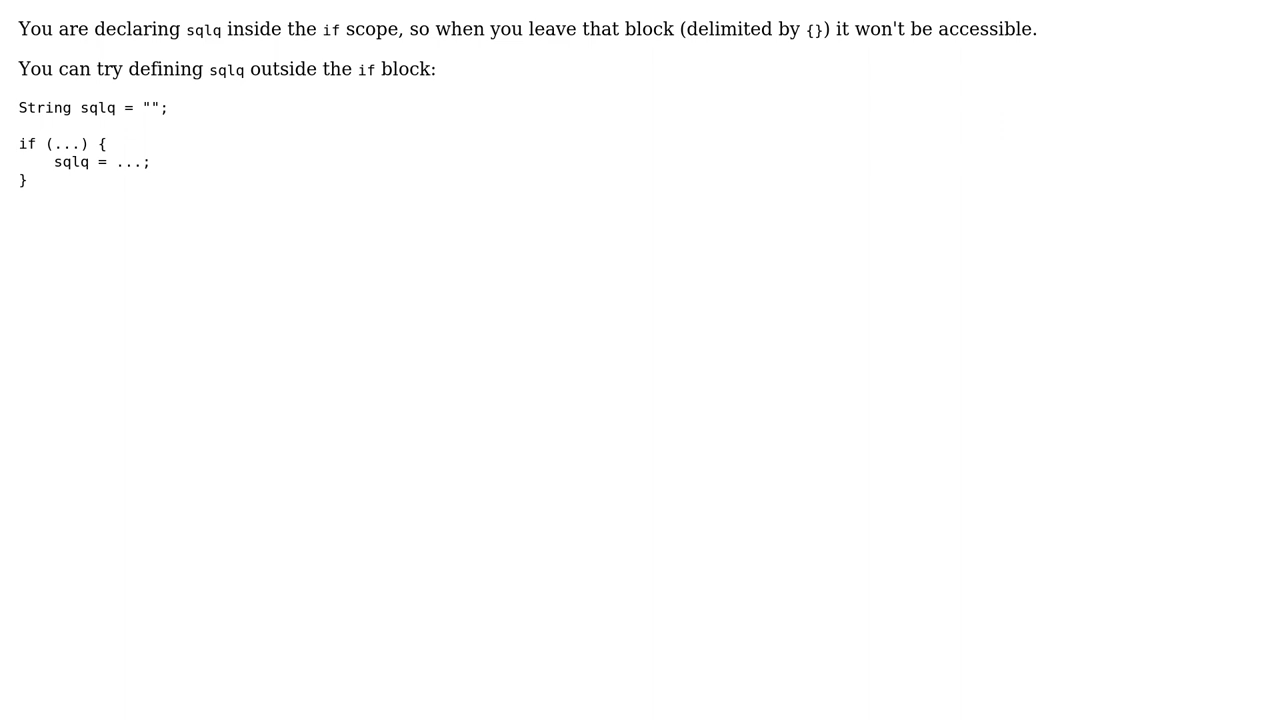 You are declaring sqlq inside the if scope, so when you leave that block (delimited by {}) it won't be accessible.
You can try defining sqlq outside the if block:
String sqlq = "";
if (...) {
    sqlq = ...;
}